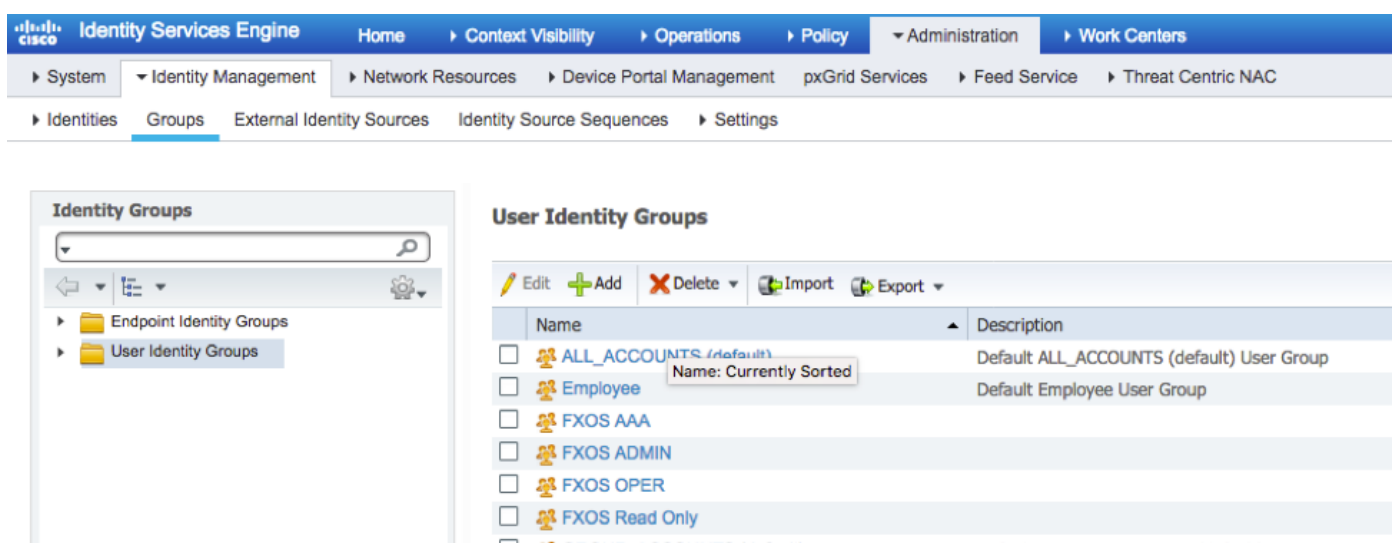 cisco Identity Services Engine Home Context Visibility Operations Policy Administration Work Centers
System Identity Management Network Resources Device Portal Management pxGrid Services Feed Service Threat Centric NAC
Identities Groups External Identity Sources Identity Source Sequences Settings
Identity Groups
Endpoint Identity Groups
User Identity Groups
User Identity Groups
Edit Add Delete Import Export
Name Description
ALL_ACCOUNTS (default) Default ALL_ACCOUNTS (default) User Group
Name: Currently Sorted
Employee Default Employee User Group
FXOS AAA
FXOS ADMIN
FXOS OPER
FXOS Read Only